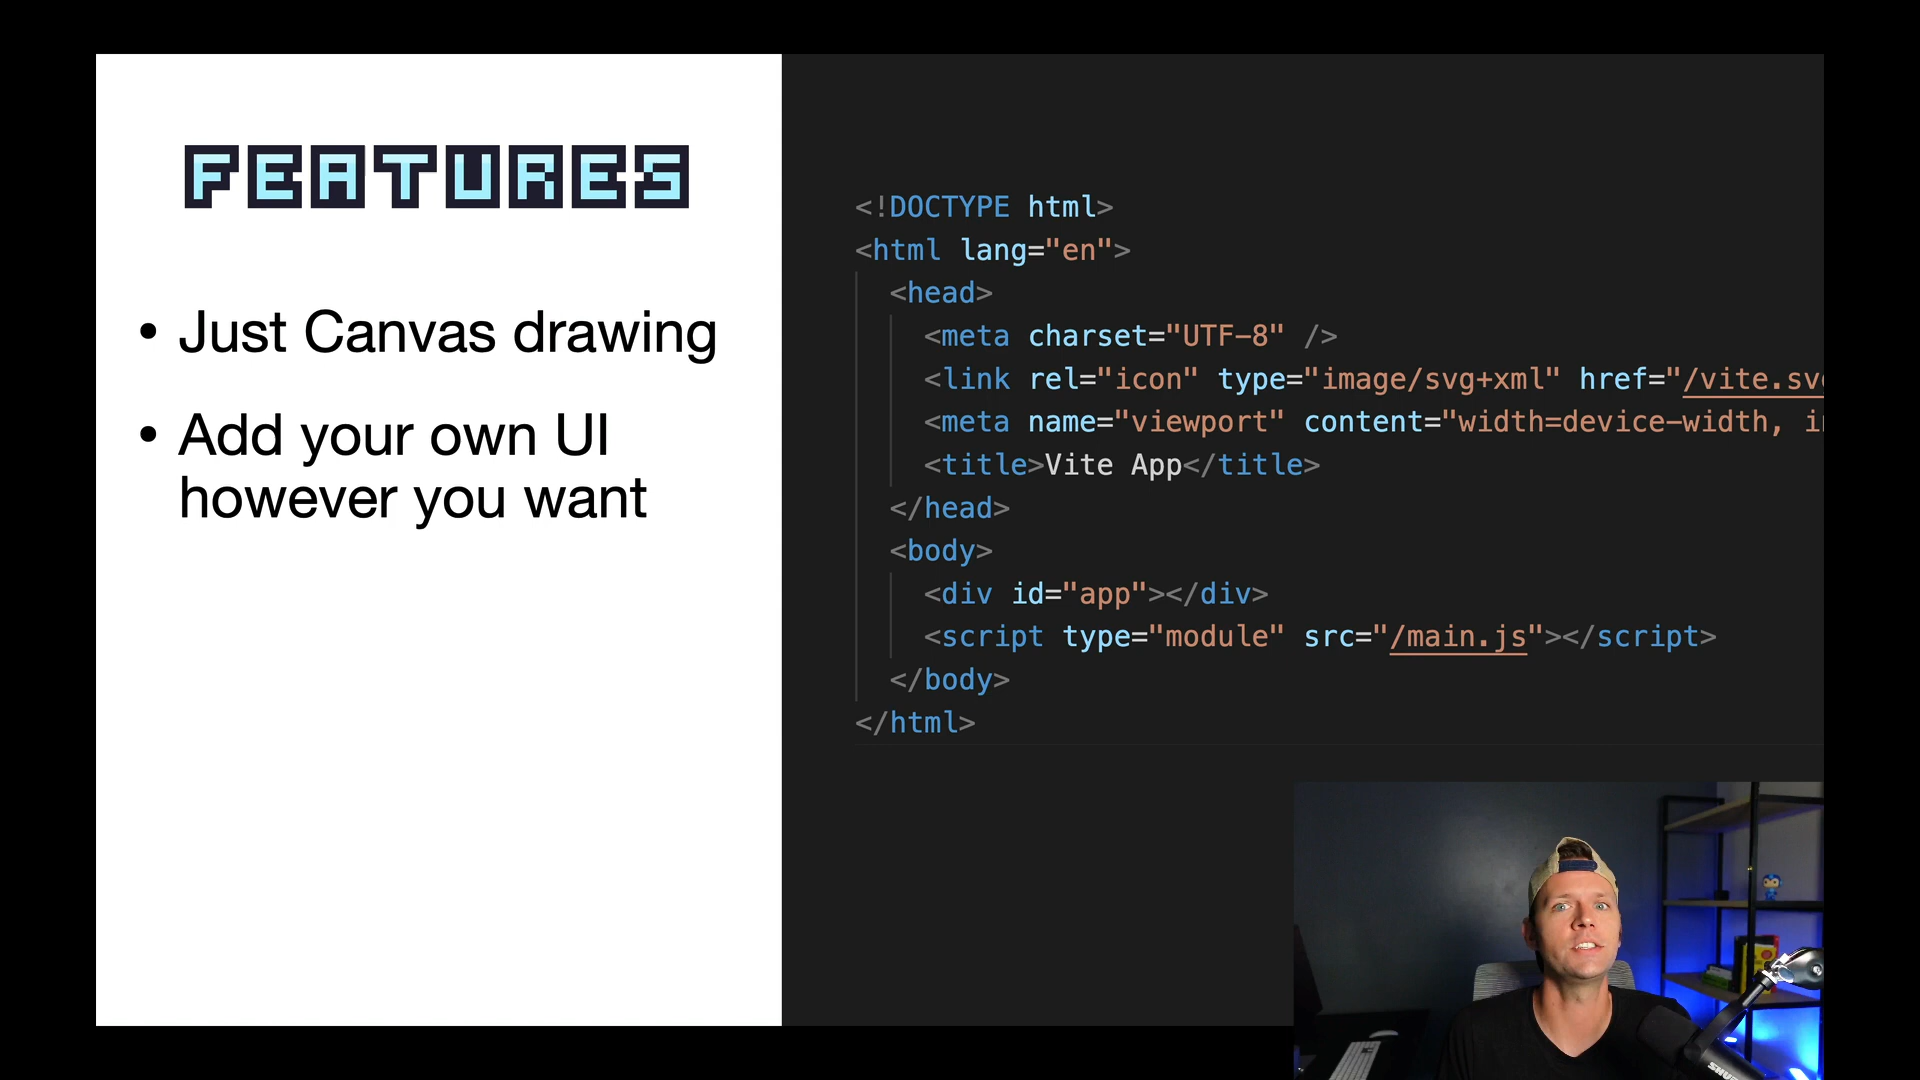 FEATURES
• Just Canvas drawing
• Add your own UI
however you want
<!DOCTYPE html>
<html lang="en">
<head>
<meta charset="UTF-8" />
<link rel="icon" type="image/svg+xml" href="/vite.sv
<meta name="viewport" content="width=device-width, in
<title>Vite App</title>
</head>
<body>
<div id="app"></div>
<script type="module" src="/main.js"></script>
</body>
</html>